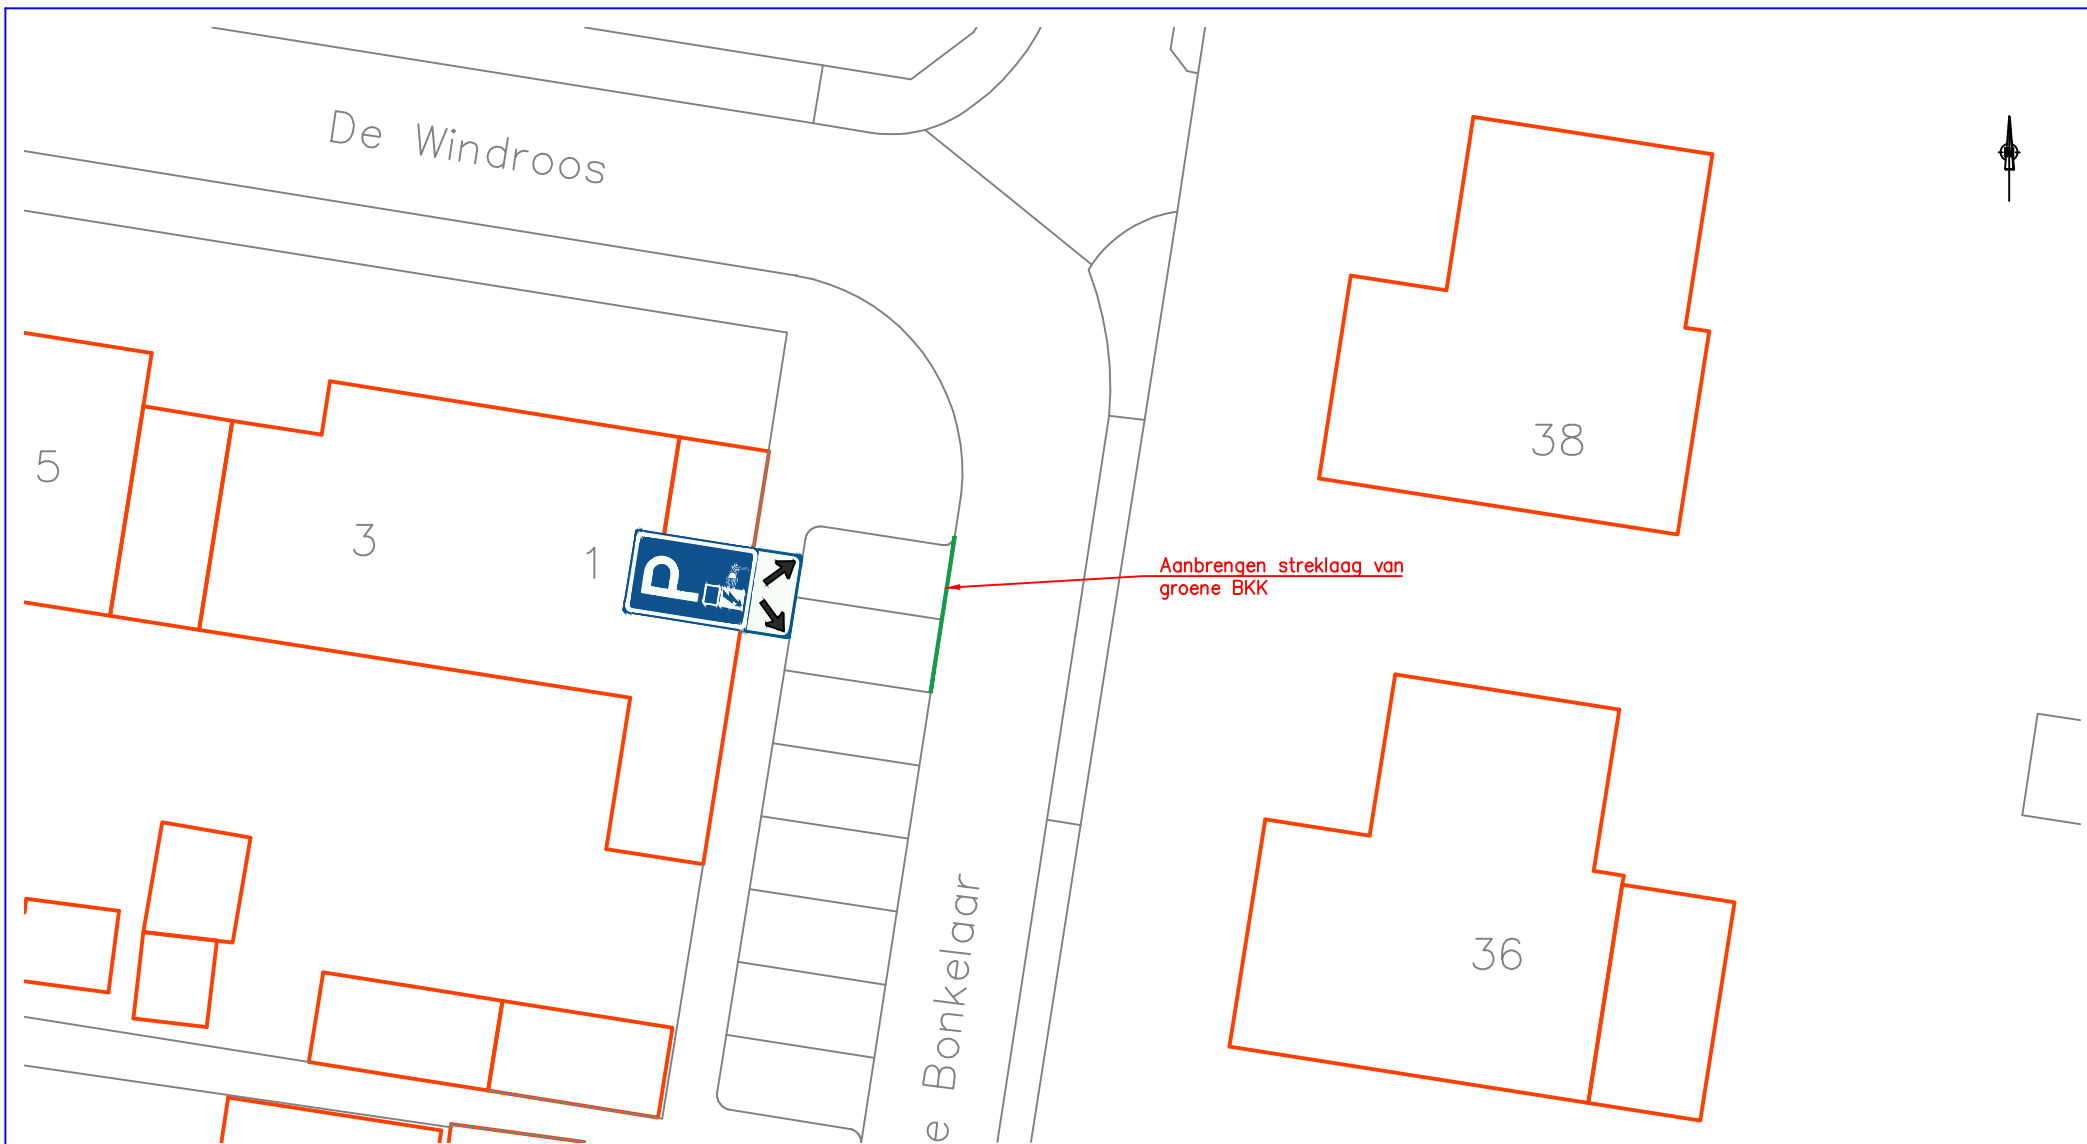 De Windroos
38
5
3
1
P
Aanbrengen streklaag van
groene BKK
36
e Bonkelaar